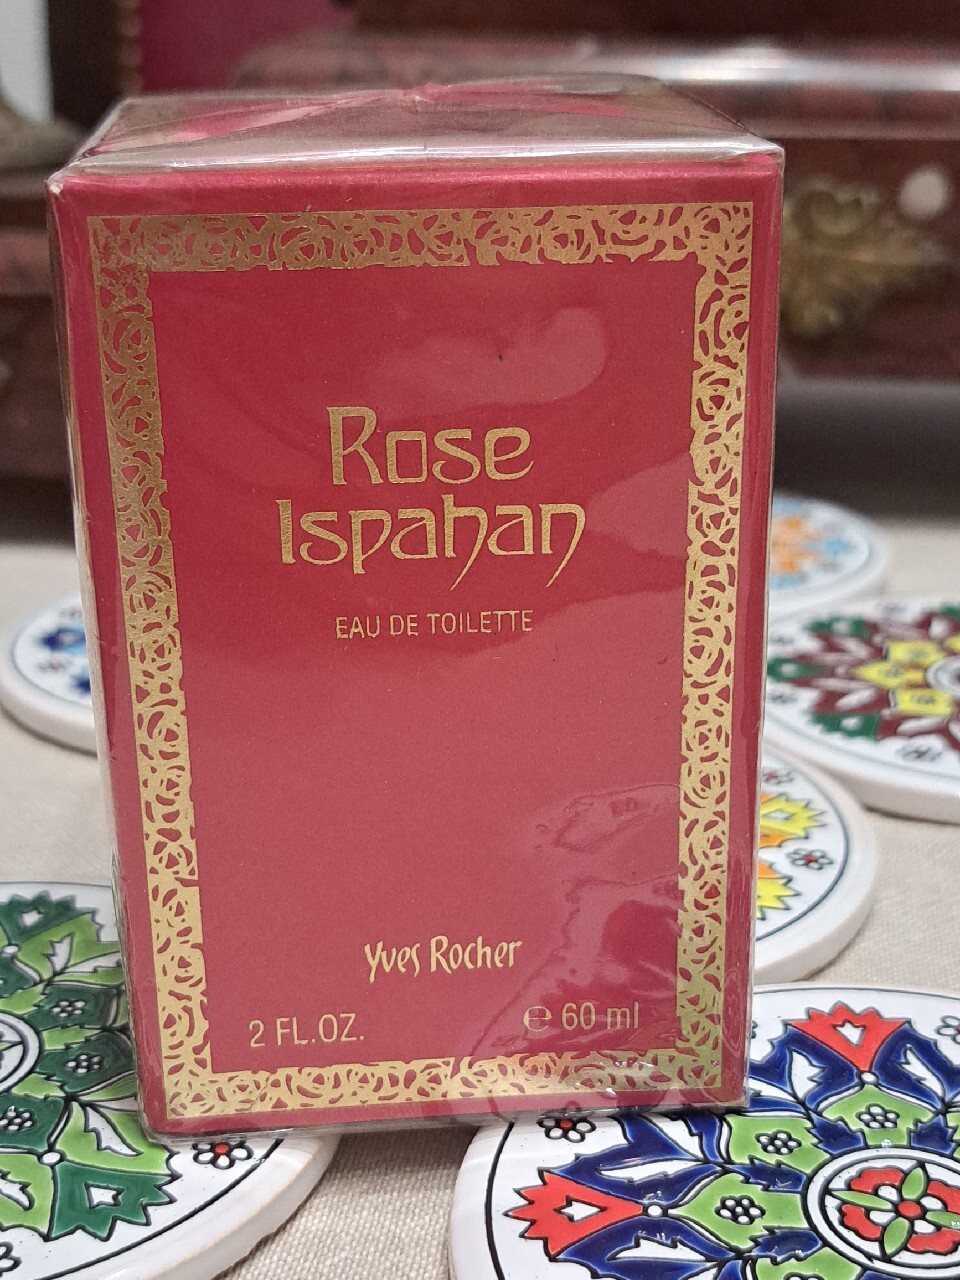 Rose
Ispahan
EAU DE TOILETTE
Yves Rocher
2 FL.OZ.
℮ 60 ml